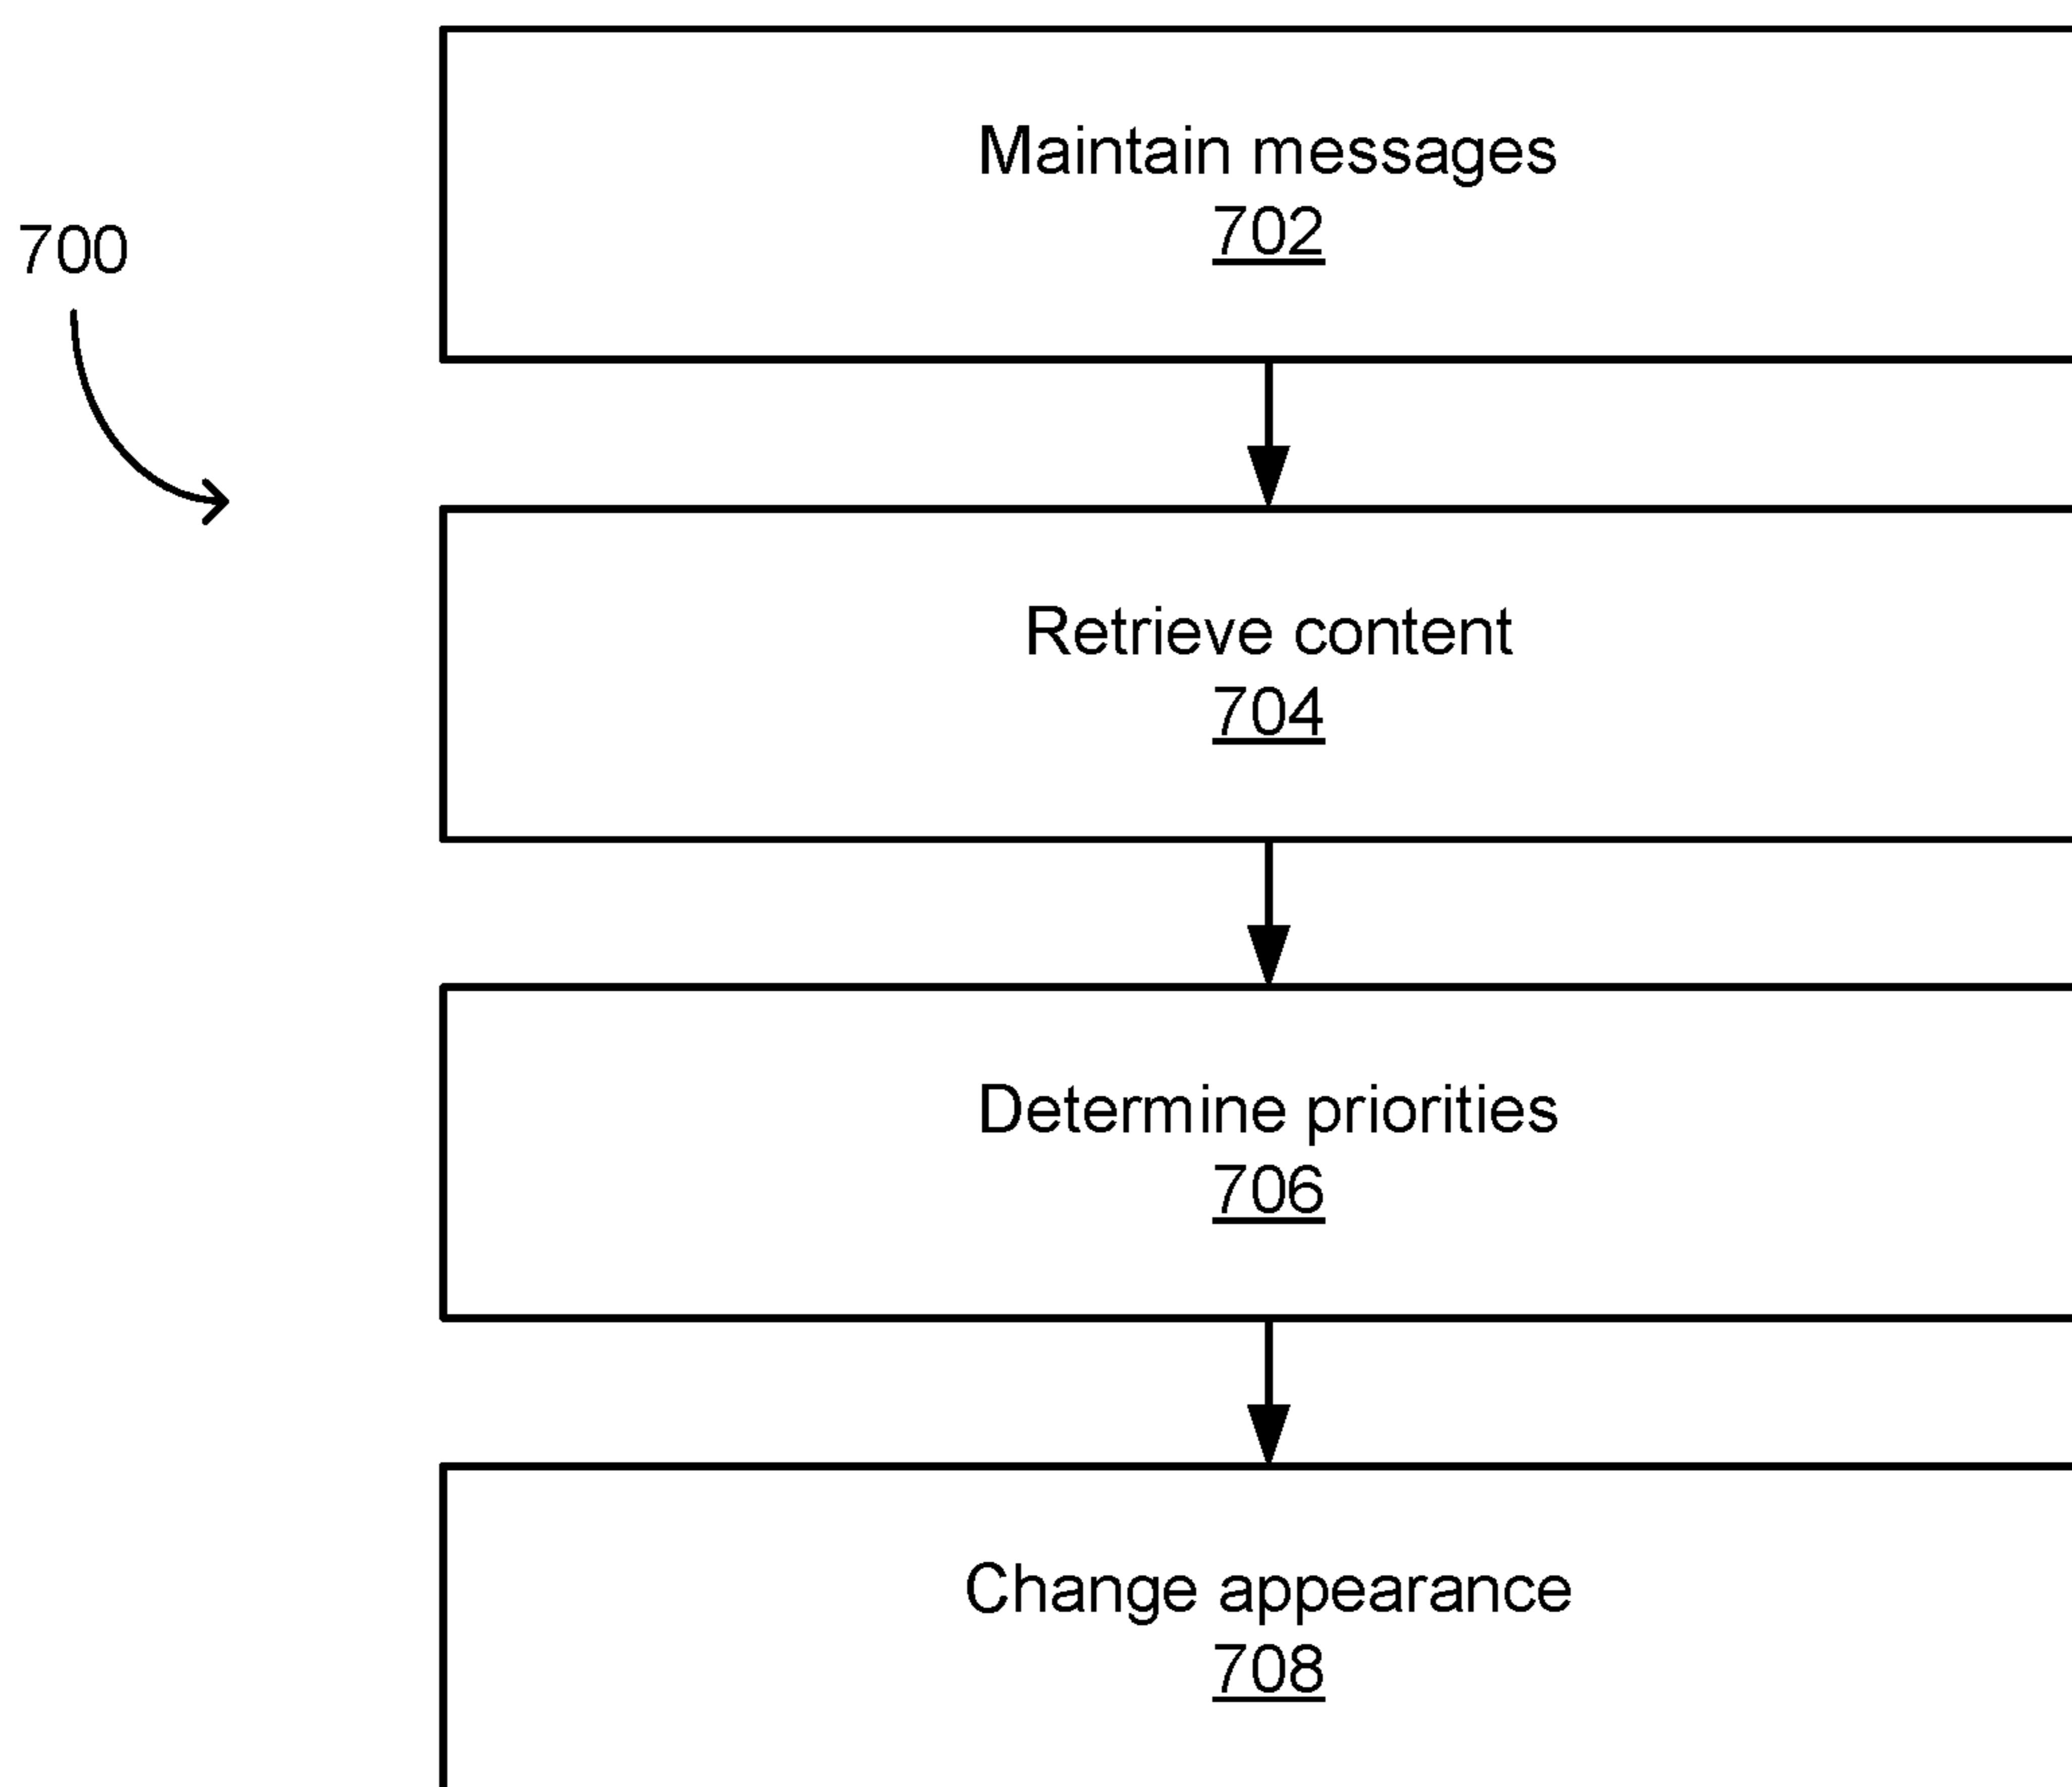 Maintain messages
702
700
Retrieve content
704
Determine priorities
706
Change appearance
708